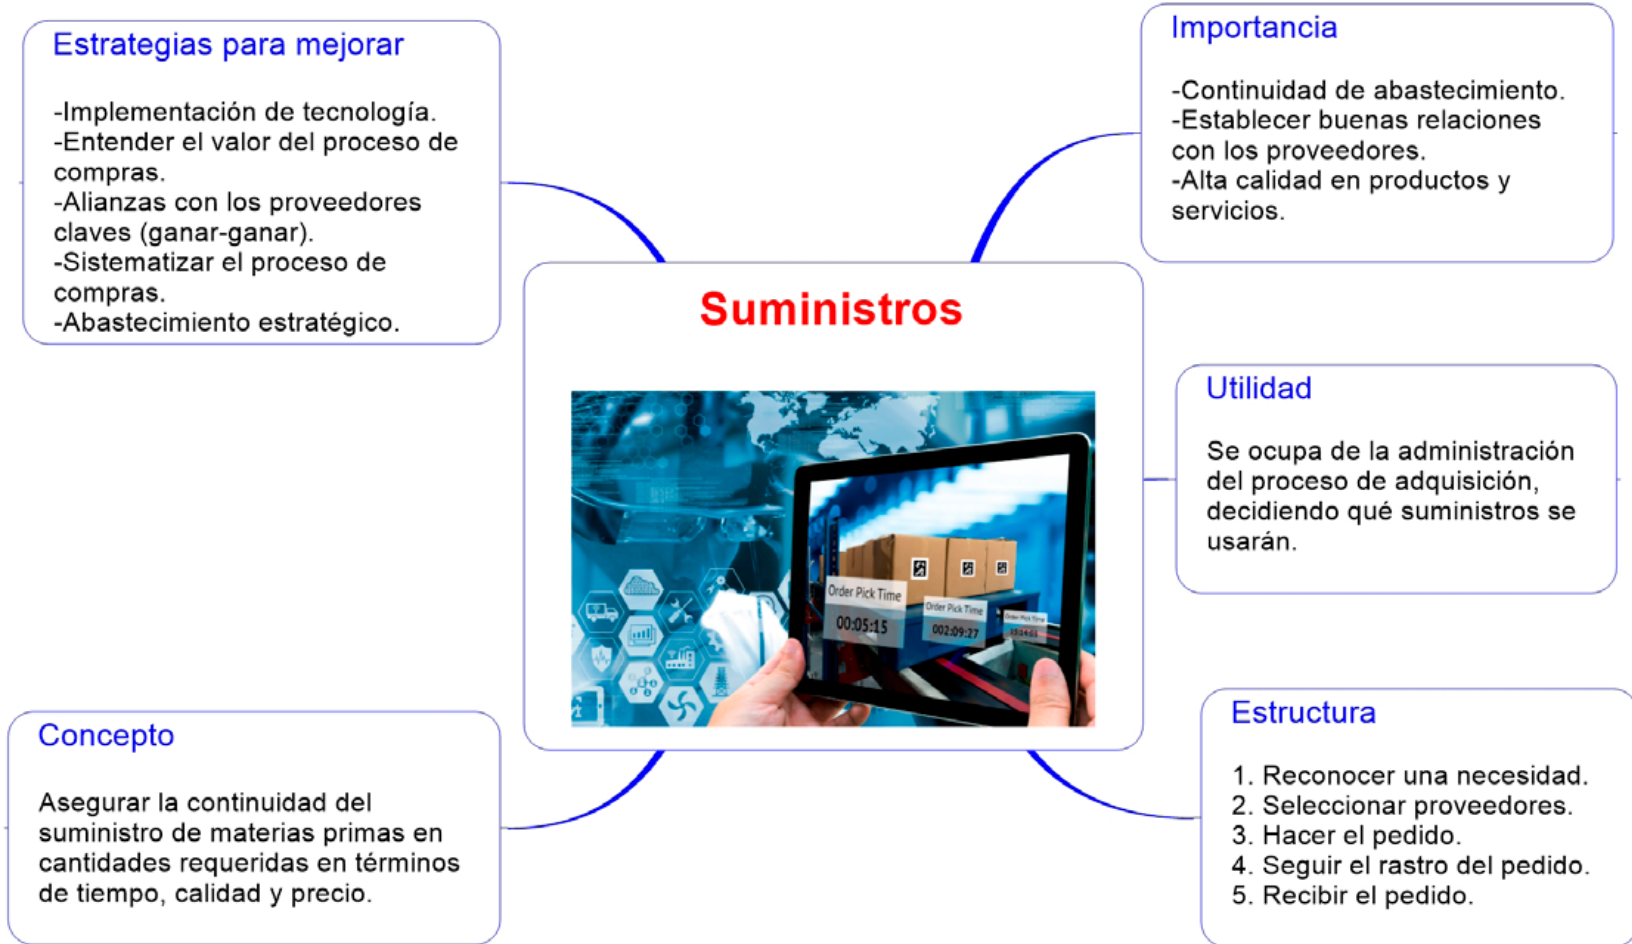 Estrategias para mejorar
-Implementación de tecnología.
-Entender el valor del proceso de
compras.
-Alianzas con los proveedores
claves (ganar-ganar).
-Sistematizar el proceso de
compras.
-Abastecimiento estratégico.
Importancia
-Continuidad de abastecimiento.
-Establecer buenas relaciones
con los proveedores.
-Alta calidad en productos y
servicios.
Suministros
Order Pick Time
00:05:15
Order Pick Time
002:09:27
Order Pick Time
Utilidad
Se ocupa de la administración
del proceso de adquisición,
decidiendo qué suministros se
usarán.
Concepto
Asegurar la continuidad del
suministro de materias primas en
cantidades requeridas en términos
de tiempo, calidad y precio.
Estructura
1. Reconocer una necesidad.
2. Seleccionar proveedores.
3. Hacer el pedido.
4. Seguir el rastro del pedido.
5. Recibir el pedido.